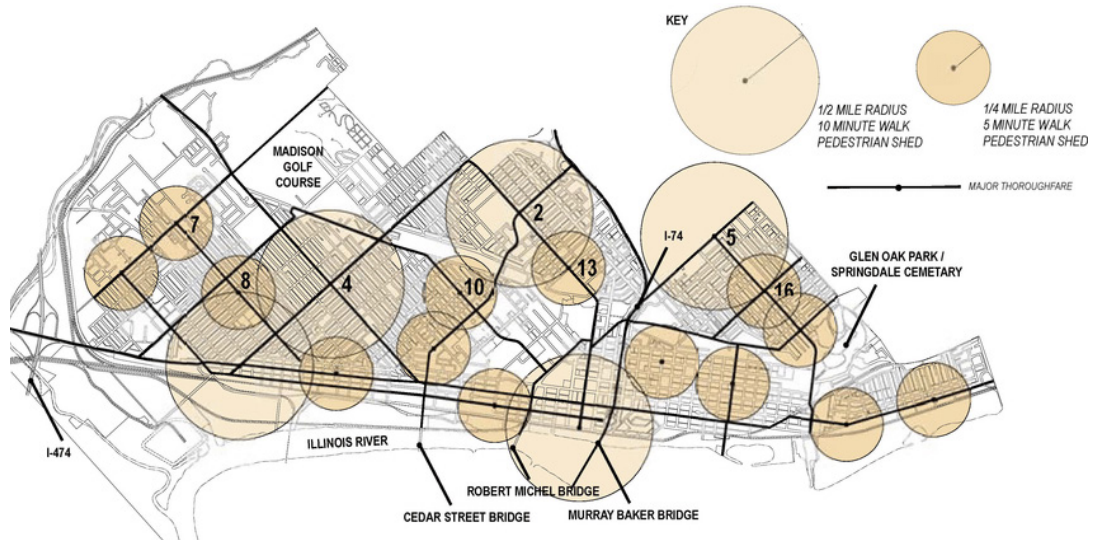 KEY
1/2 MILE RADIUS
10 MINUTE WALK
PEDESTRIAN SHED
1/4 MILE RADIUS
5 MINUTE WALK
PEDESTRIAN SHED
MAJOR THOROUGHFARE
MADISON
GOLF
COURSE
2
5
I-74
GLEN OAK PARK /
SPRINGDALE CEMETARY
7
8
4
10
13
16
ILLINOIS RIVER
I-474
ROBERT MICHEL BRIDGE
CEDAR STREET BRIDGE
MURRAY BAKER BRIDGE